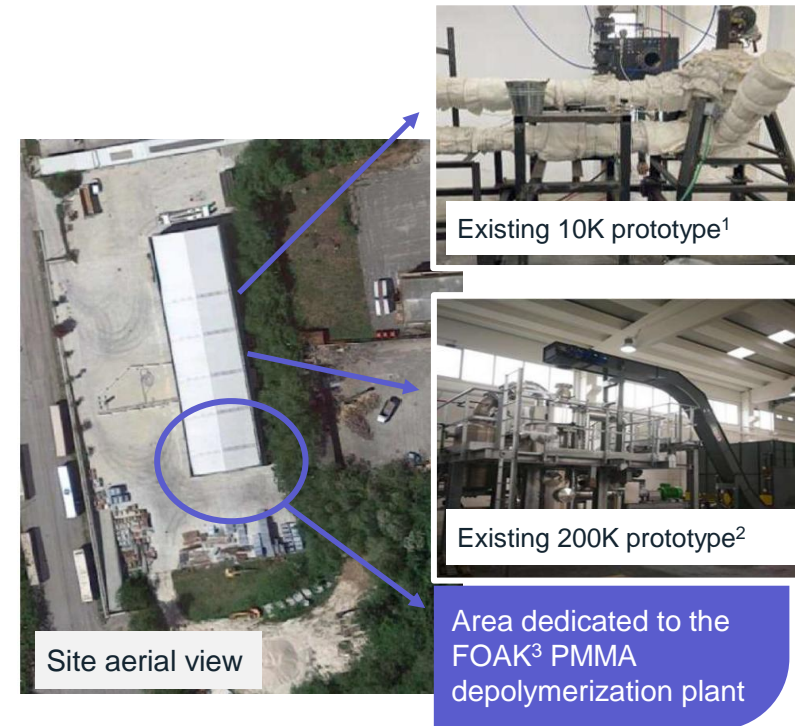 Existing 10K prototype¹
Existing 200K prototype²
Site aerial view
Area dedicated to the
FOAK³ PMMA
depolymerization plant